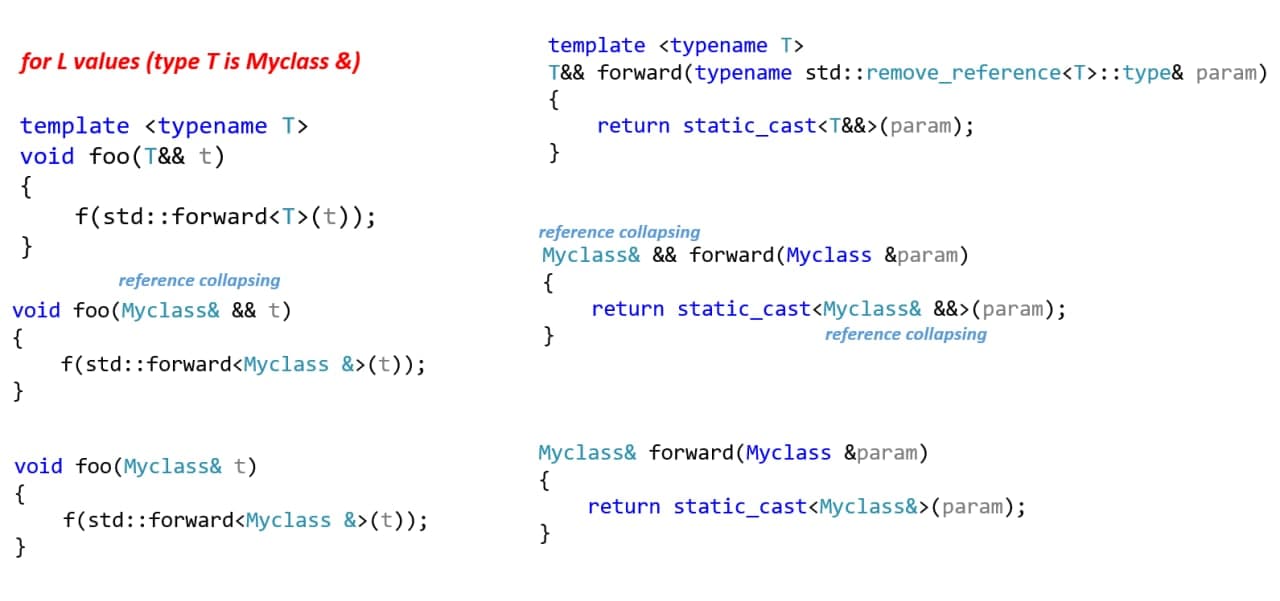 for L values (type T is Myclass &)
template <typename T>
void foo(T&& t)
{
f(std::forward<T>(t));
}
reference collapsing
void foo(Myclass& && t)
{
f(std::forward<Myclass &>(t));
}
void foo(Myclass& t)
{
f(std::forward<Myclass &>(t));
}
template <typename T>
T&& forward(typename std::remove_reference<T>::type& param)
{
return static_cast<T&&>(param);
}
reference collapsing
Myclass& && forward(Myclass &param)
{
return static_cast<Myclass& &&>(param);
reference collapsing
}
Myclass& forward(Myclass &param)
{
return static_cast<Myclass&>(param);
}